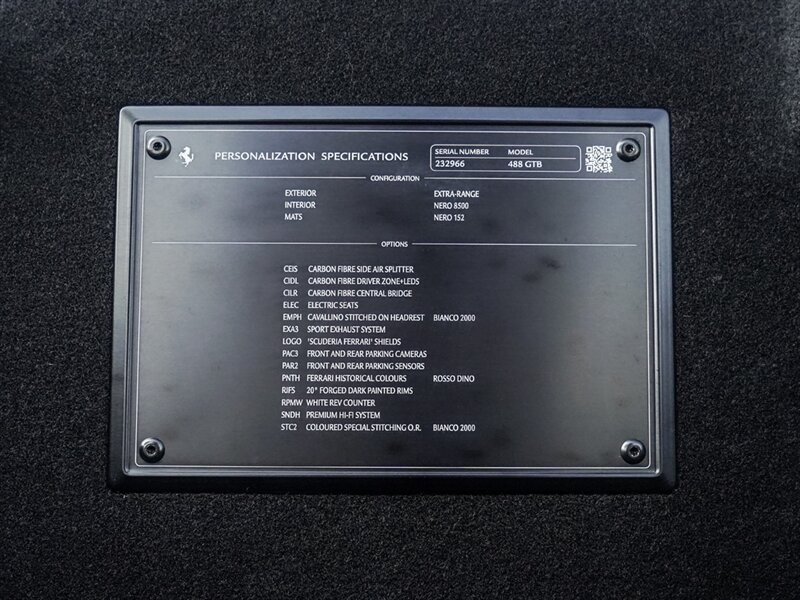 PERSONALIZATION SPECIFICATIONS
SERIAL NUMBER MODEL
232966 488 GTB
CONFIGURATION
EXTERIOR EXTRA-RANGE
INTERIOR NERO 8500
MATS NERO 152
OPTIONS
CEIS CARBON FIBRE SIDE AIR SPLITTER
CIDL CARBON FIBRE DRIVER ZONE+LEDS
CILR CARBON FIBRE CENTRAL BRIDGE
ELEC ELECTRIC SEATS
EMPH CAVALLINO STITCHED ON HEADREST BIANCO 2000
EXA3 SPORT EXHAUST SYSTEM
LOGO 'SCUDERIA FERRARI' SHIELDS
PAC3 FRONT AND REAR PARKING CAMERAS
PAR2 FRONT AND REAR PARKING SENSORS
PNTH FERRARI HISTORICAL COLOURS ROSSO DINO
RIFS 20" FORGED DARK PAINTED RIMS
RPMW WHITE REV COUNTER
SNDH PREMIUM HI-FI SYSTEM
STC2 COLOURED SPECIAL STITCHING O.R. BIANCO 2000